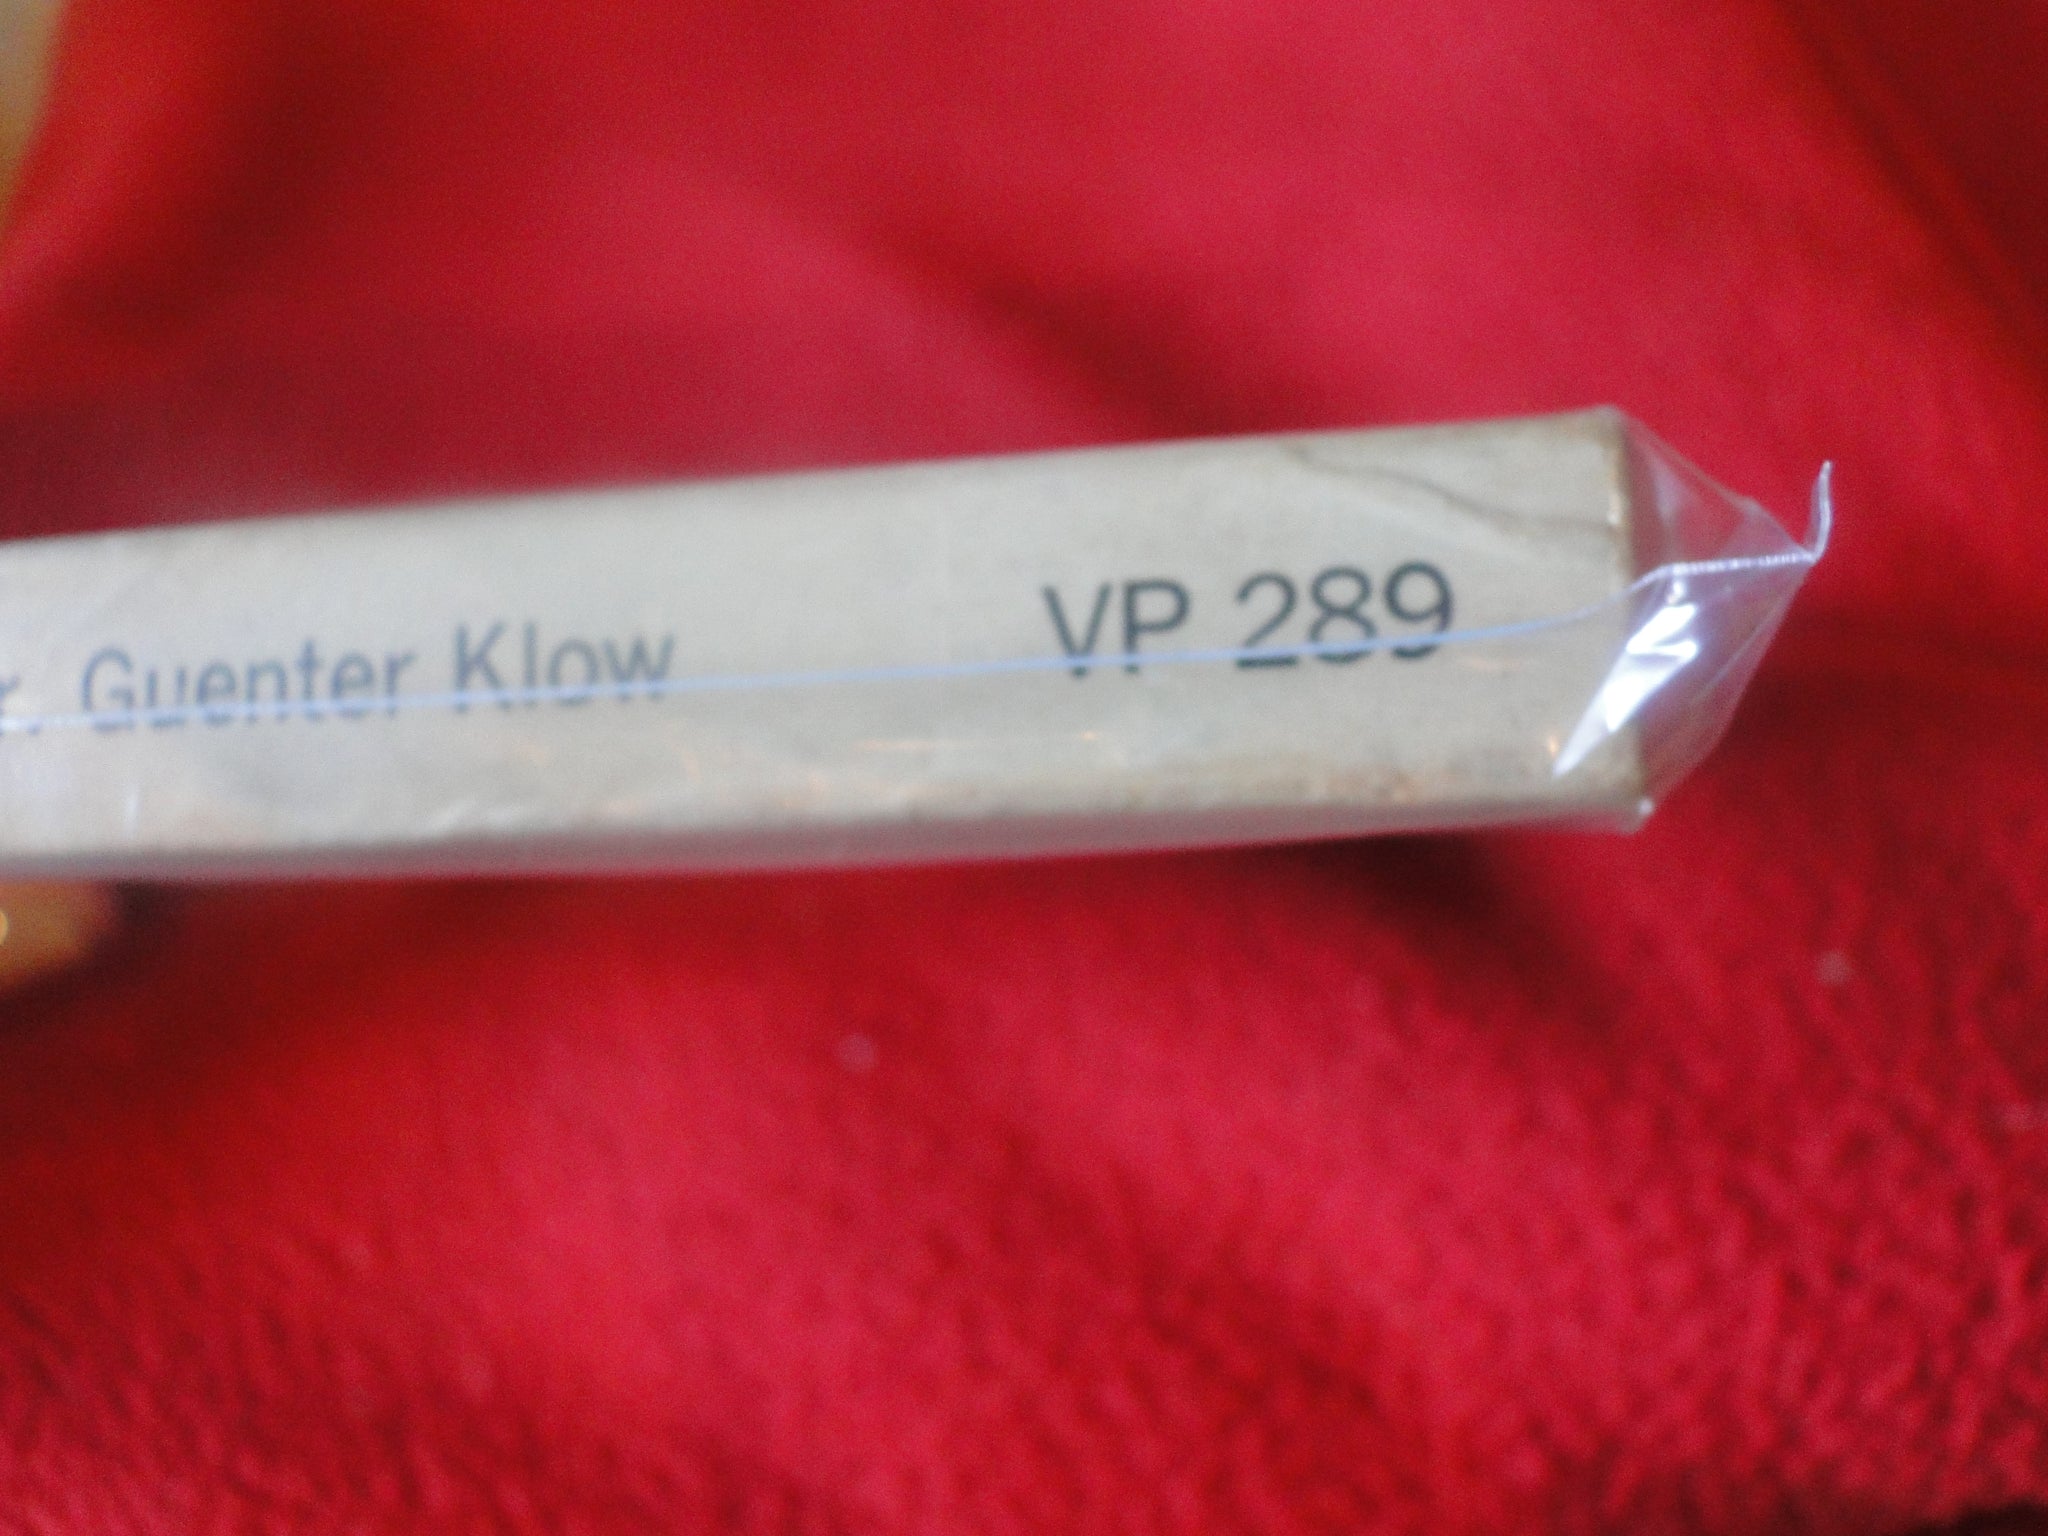 r. Guenter Klow VP 289